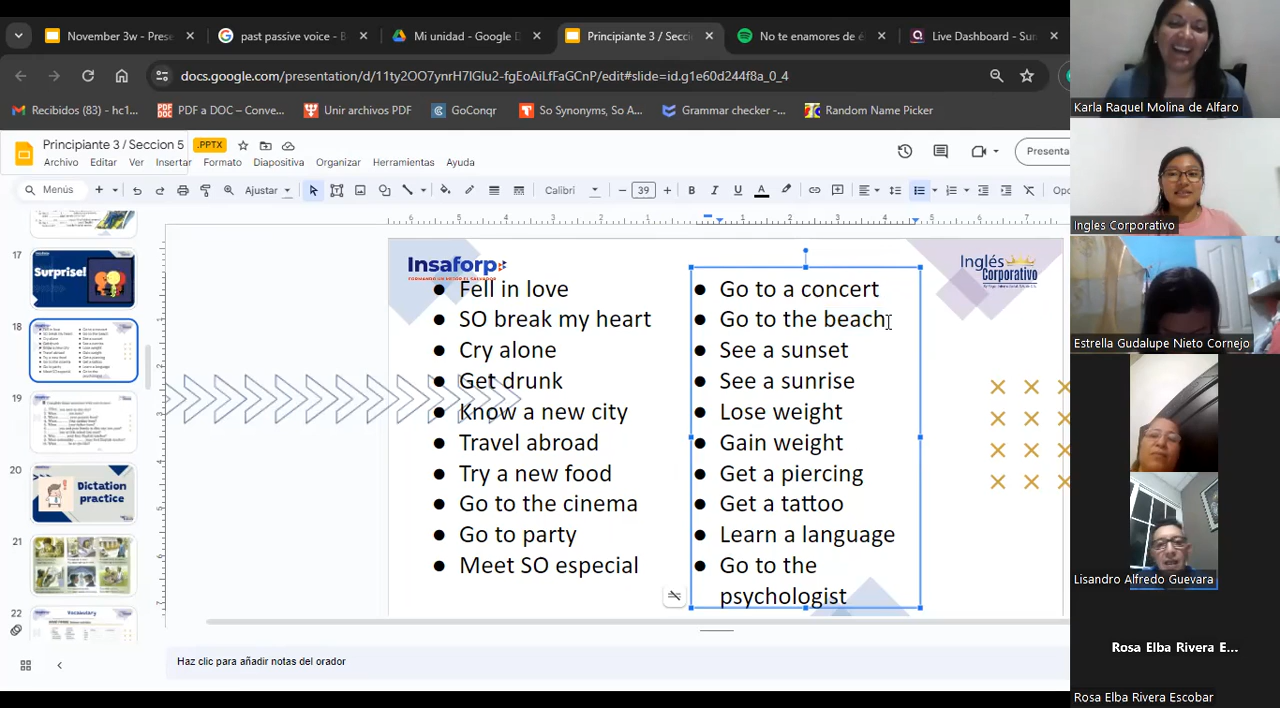 November 3w - Prese
past passive voice - B
Mi unidad - Google D
Principiante 3 / Secci
No te enamores de é
Live Dashboard - Sur
docs.google.com/presentation/d/11ty2OO7ynrH7IGlu2-fgEoAiLfFaGCnP/edit#slide=id.g1e60d244f8a_0_4
Recibidos (83) - hc1...
PDF a DOC – Conve...
Unir archivos PDF
GoConqr
So Synonyms, So A...
Grammar checker -...
Random Name Picker
Principiante 3 / Seccion 5
.PPTX
Archivo Editar Ver Insertar Formato Diapositiva Organizar Herramientas Ayuda
Presenta
Menús
Ajustar
Calibri
39
Opc
17
Surprise!
18
19
20
Dictation
practice
21
22
Vocabulary
Insaforp
Inglés
Corporativo
Fell in love
SO break my heart
Cry alone
Get drunk
Know a new city
Travel abroad
Try a new food
Go to the cinema
Go to party
Meet SO especial
Go to a concert
Go to the beach
See a sunset
See a sunrise
Lose weight
Gain weight
Get a piercing
Get a tattoo
Learn a language
Go to the
psychologist
Haz clic para añadir notas del orador
Karla Raquel Molina de Alfaro
Ingles Corporativo
Estrella Gudalupe Nieto Cornejo
Lisandro Alfredo Guevara
Rosa Elba Rivera E...
Rosa Elba Rivera Escobar